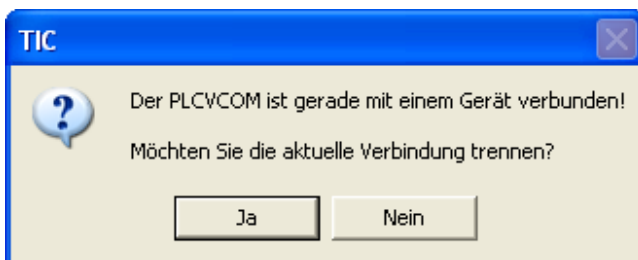 TIC
Der PLCVCOM ist gerade mit einem Gerät verbunden!
Möchten Sie die aktuelle Verbindung trennen?
Ja Nein